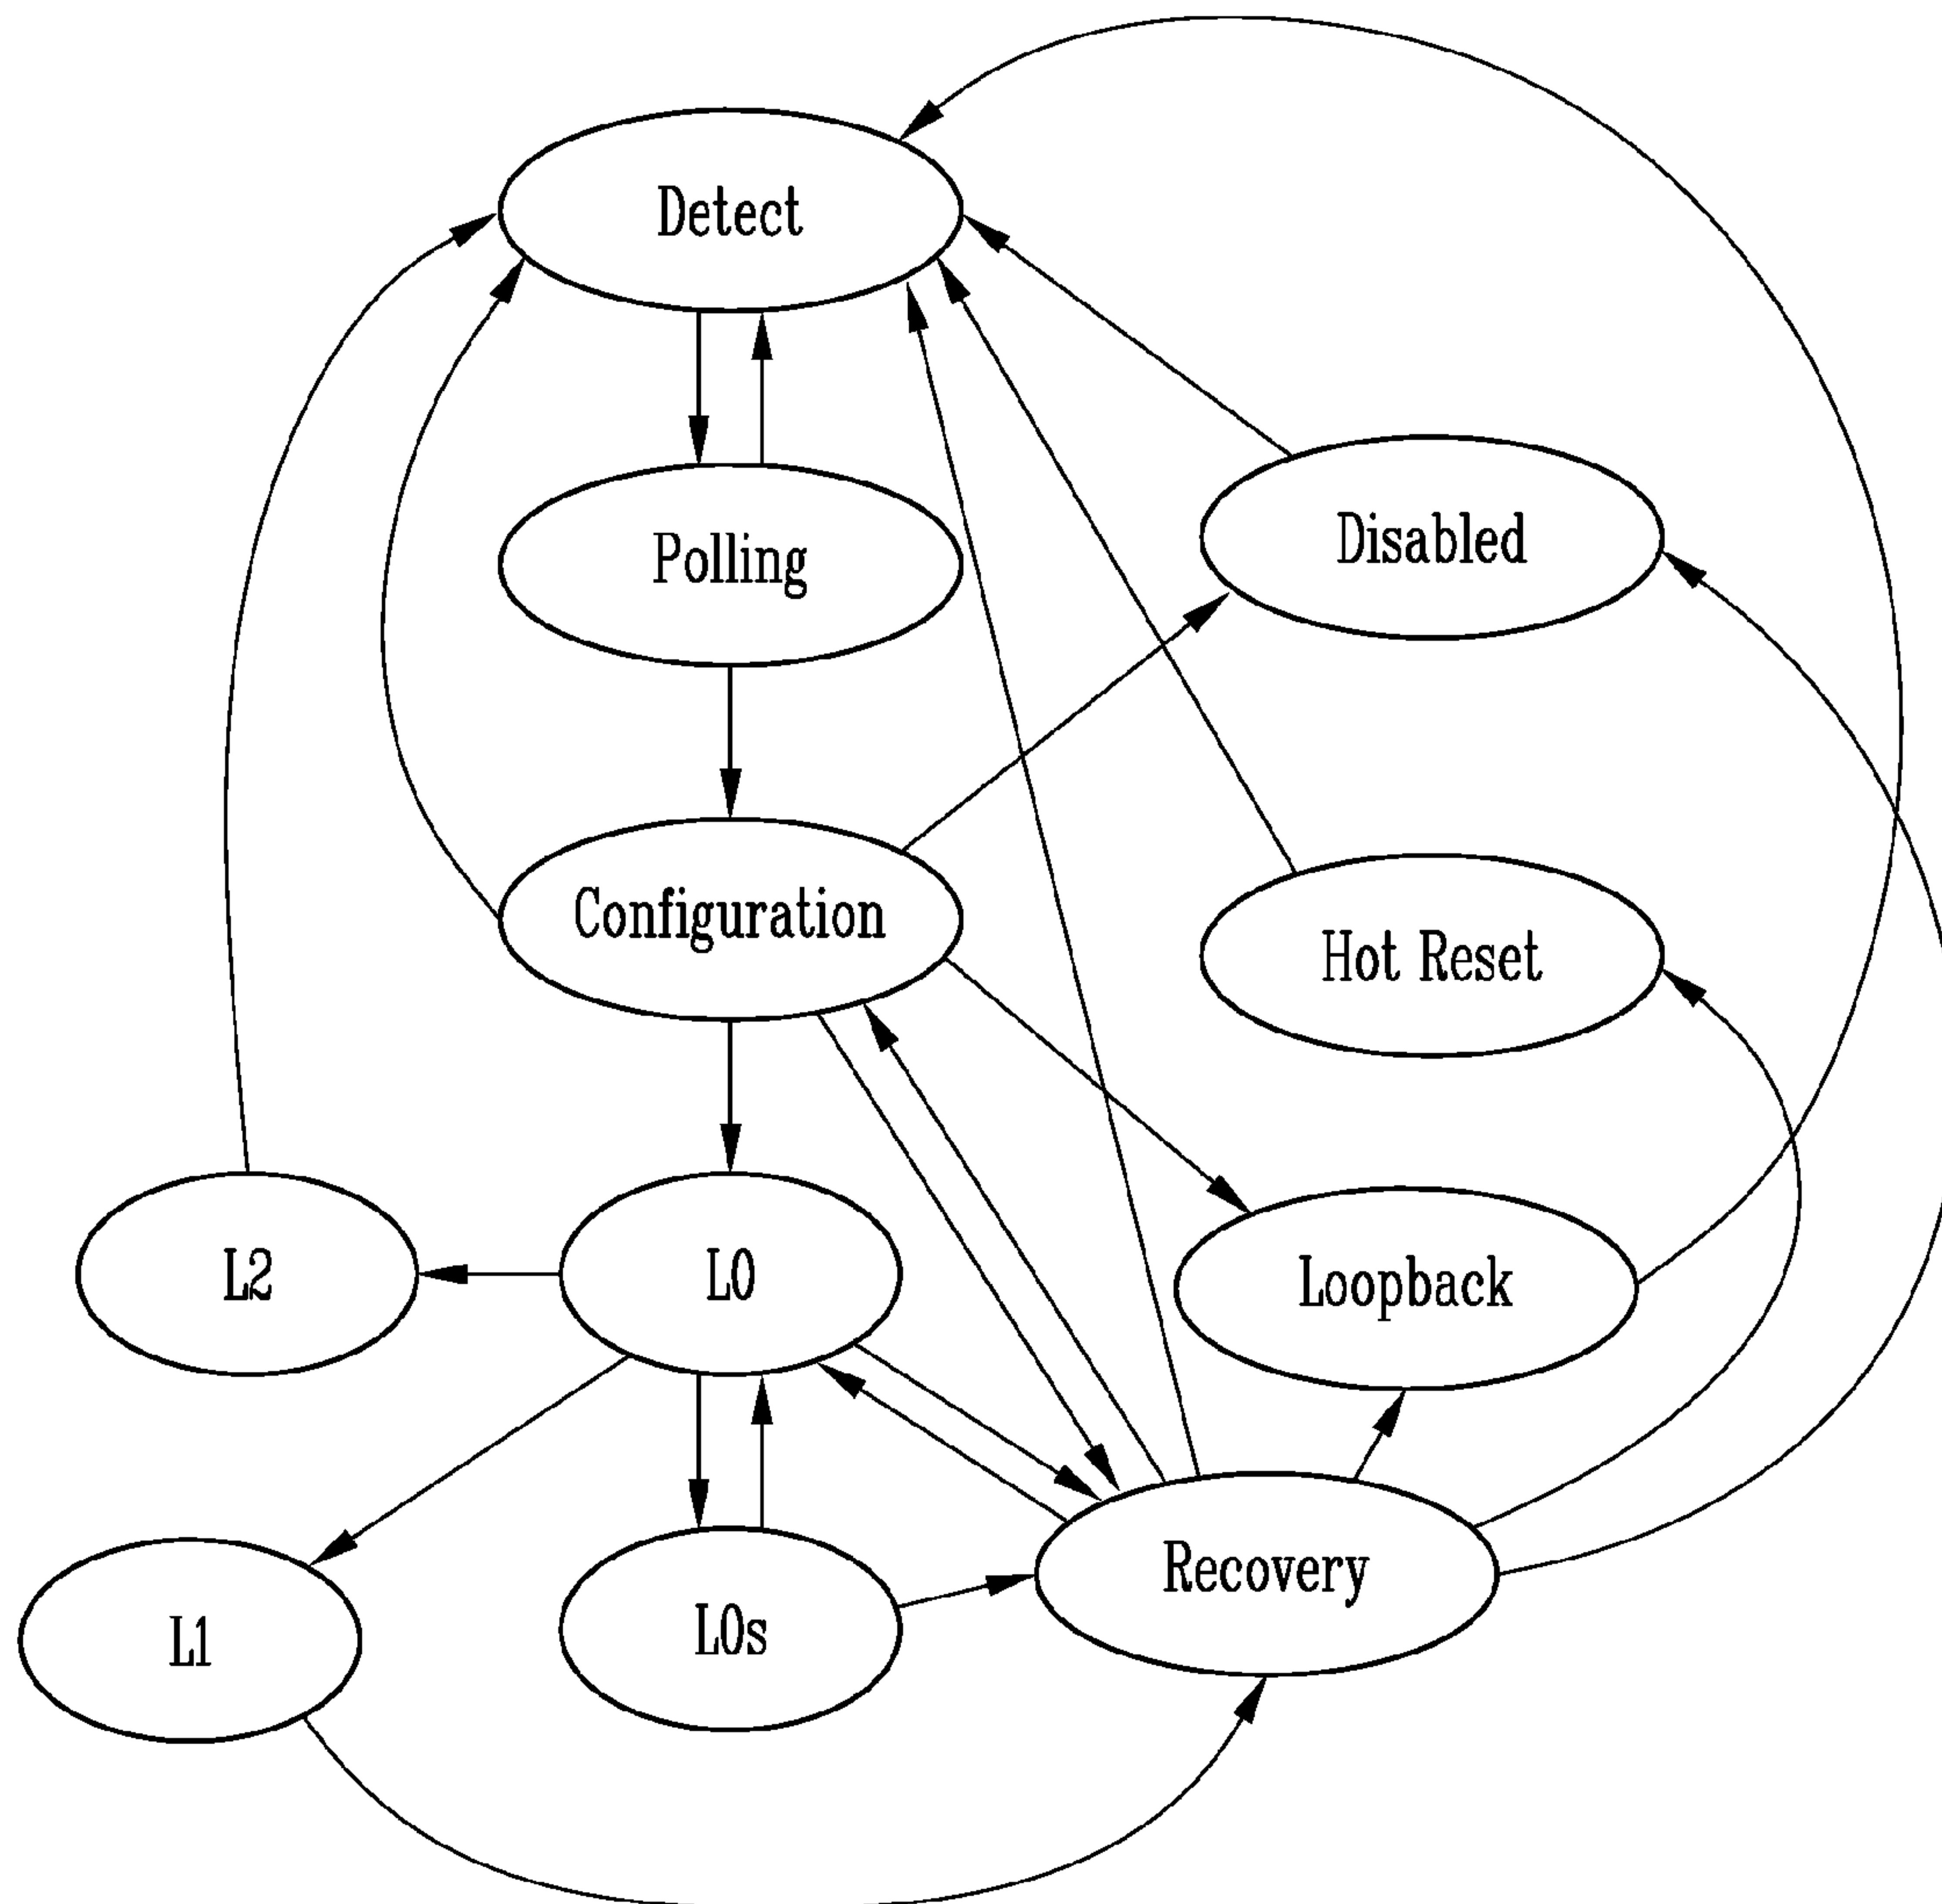 Detect
Polling
Disabled
Configuration
Hot Reset
L2
L0
Loopback
L1
L0s
Recovery